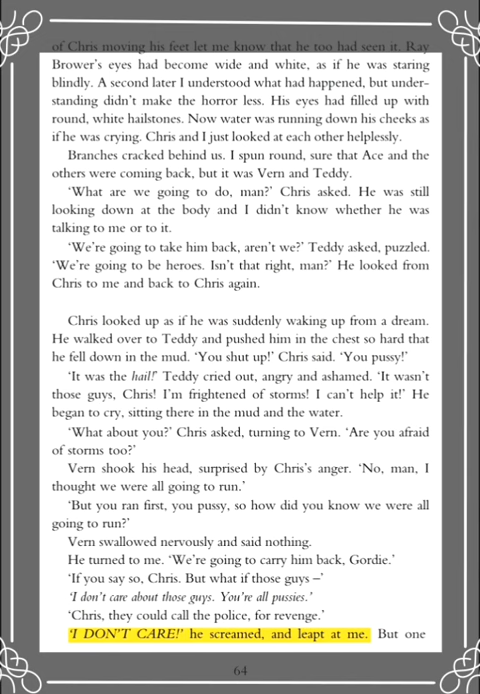 of Chris moving his feet let me know that he too had seen it. Ray
Brower's eyes had become wide and white, as if he was staring
blindly. A second later I understood what had happened, but under-
standing didn't make the horror less. His eyes had filled up with
round, white hailstones. Now water was running down his cheeks as
if he was crying. Chris and I just looked at each other helplessly.
Branches cracked behind us. I spun round, sure that Ace and the
others were coming back, but it was Vern and Teddy.
‘What are we going to do, man?’ Chris asked. He was still
looking down at the body and I didn't know whether he was
talking to me or to it.
‘We're going to take him back, aren't we?’ Teddy asked, puzzled.
‘We're going to be heroes. Isn't that right, man?’ He looked from
Chris to me and back to Chris again.
Chris looked up as if he was suddenly waking up from a dream.
He walked over to Teddy and pushed him in the chest so hard that
he fell down in the mud. ‘You shut up!’ Chris said. ‘You pussy!’
‘It was the hail!’ Teddy cried out, angry and ashamed. ‘It wasn't
those guys, Chris! I'm frightened of storms! I can't help it!’ He
began to cry, sitting there in the mud and the water.
‘What about you?’ Chris asked, turning to Vern. ‘Are you afraid
of storms too?’
Vern shook his head, surprised by Chris's anger. ‘No, man, I
thought we were all going to run.’
‘But you ran first, you pussy, so how did you know we were all
going to run?’
Vern swallowed nervously and said nothing.
He turned to me. ‘We're going to carry him back, Gordie.’
‘If you say so, Chris. But what if those guys –’
‘I don't care about those guys. You're all pussies.’
‘Chris, they could call the police, for revenge.’
‘I DON'T CARE!’ he screamed, and leapt at me. But one
64